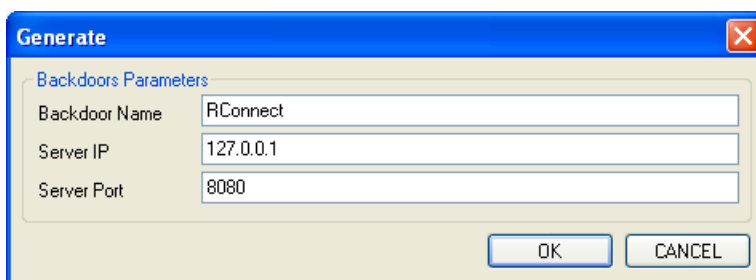 Generate
Backdoors Parameters
Backdoor Name RConnect
Server IP 127.0.0.1
Server Port 8080
OK CANCEL